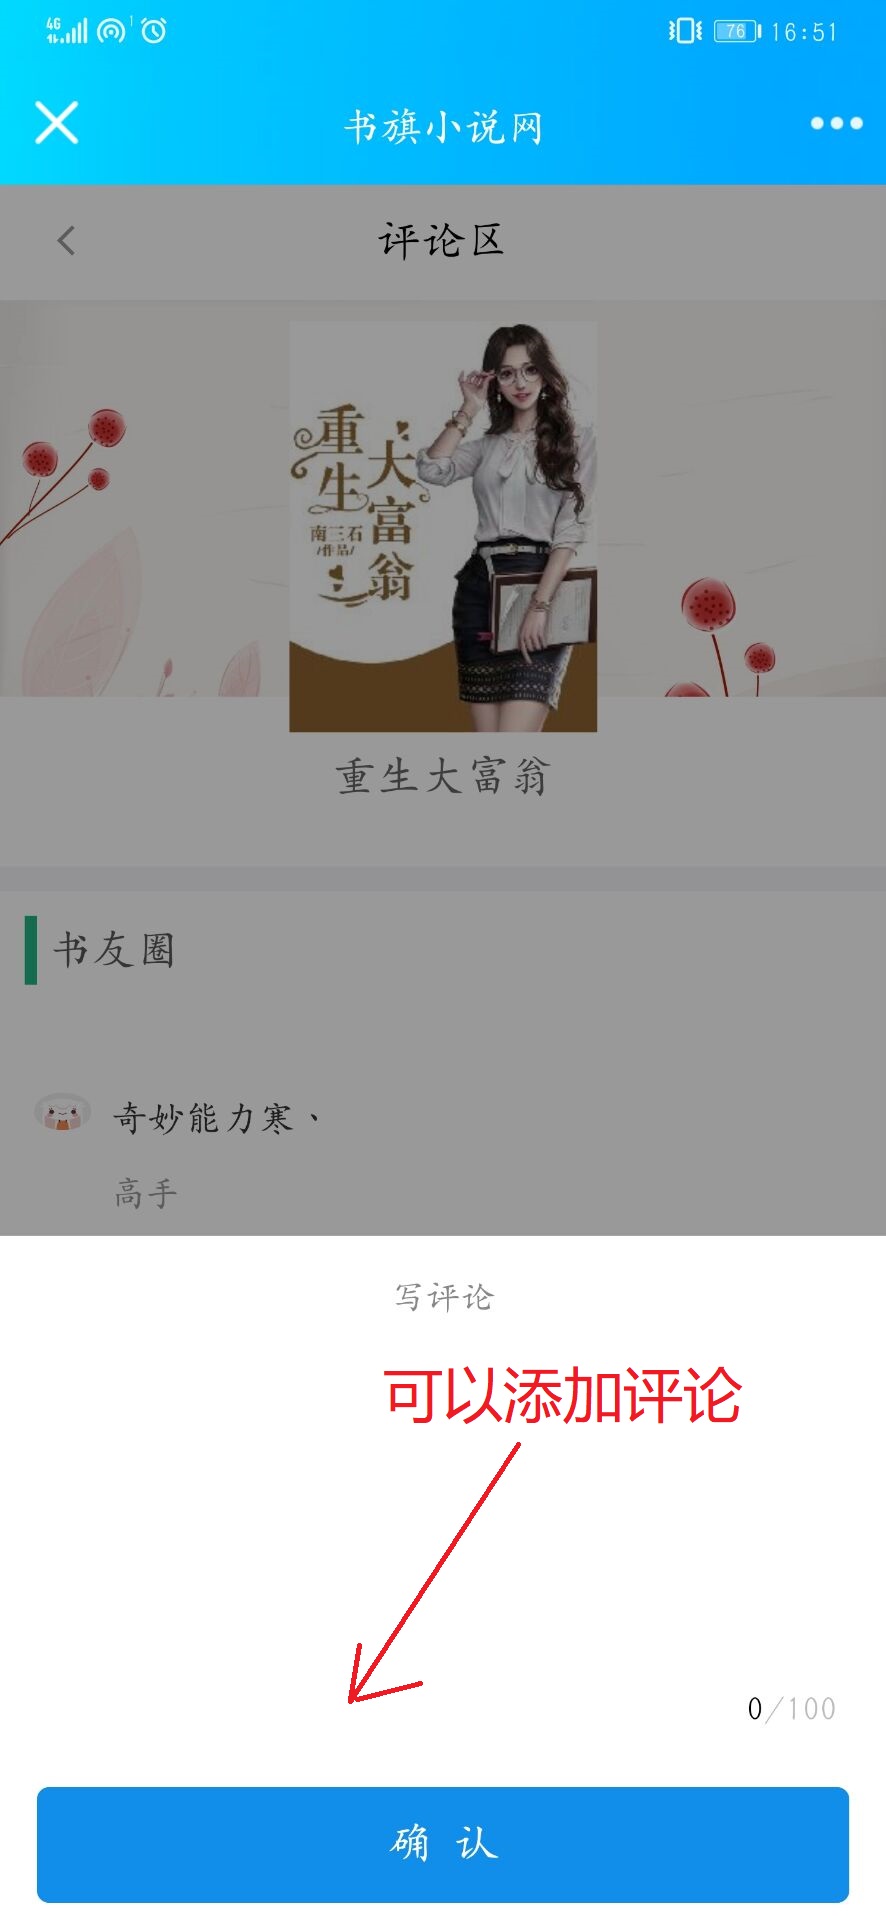 4G 1 76 16:51
书旗小说网
评论区
重生
大富翁
南三石
/作品/
重生大富翁
书友圈
奇妙能力寒、
高手
写评论
可以添加评论
0/100
确 认